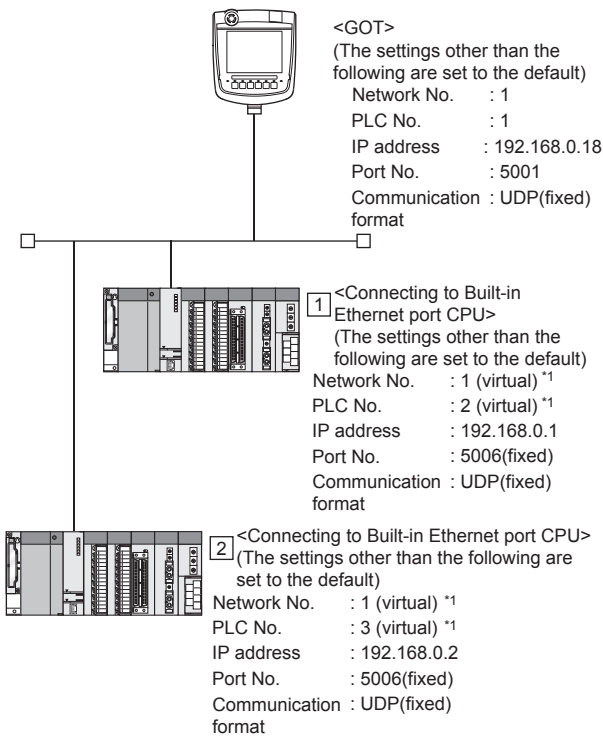 <GOT>
(The settings other than the
following are set to the default)
Network No. : 1
PLC No. : 1
IP address : 192.168.0.18
Port No. : 5001
Communication : UDP(fixed)
format
1 <Connecting to Built-in
Ethernet port CPU>
(The settings other than the
following are set to the default)
Network No. : 1 (virtual) *1
PLC No. : 2 (virtual) *1
IP address : 192.168.0.1
Port No. : 5006(fixed)
Communication : UDP(fixed)
format
2 <Connecting to Built-in Ethernet port CPU>
(The settings other than the following are
set to the default)
Network No. : 1 (virtual) *1
PLC No. : 3 (virtual) *1
IP address : 192.168.0.2
Port No. : 5006(fixed)
Communication : UDP(fixed)
format